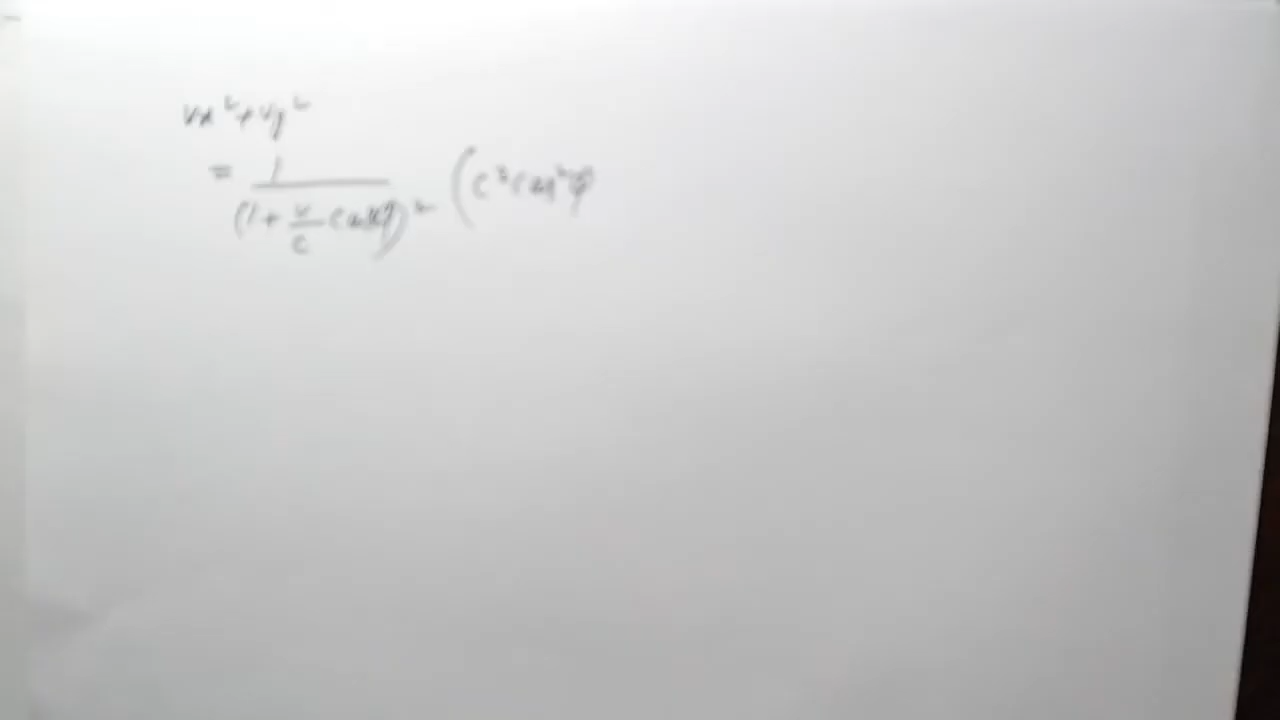 vx² + vy²
= 1/(1 + v/c cosφ)² (c² cos²φ